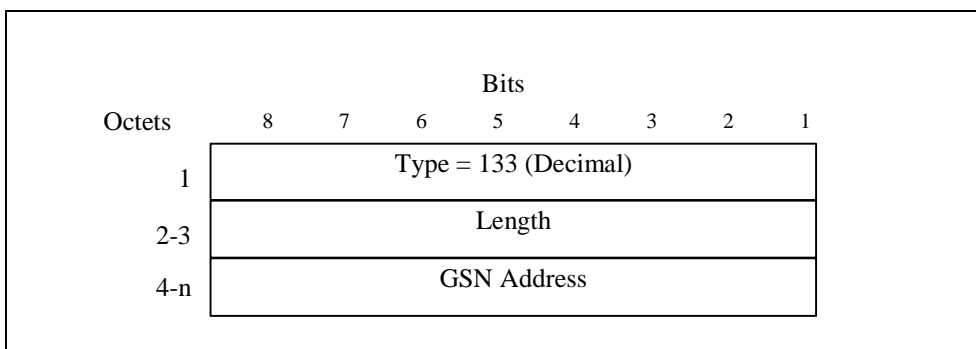 Bits
Octets 8 7 6 5 4 3 2 1
1 Type = 133 (Decimal)
2-3 Length
4-n GSN Address